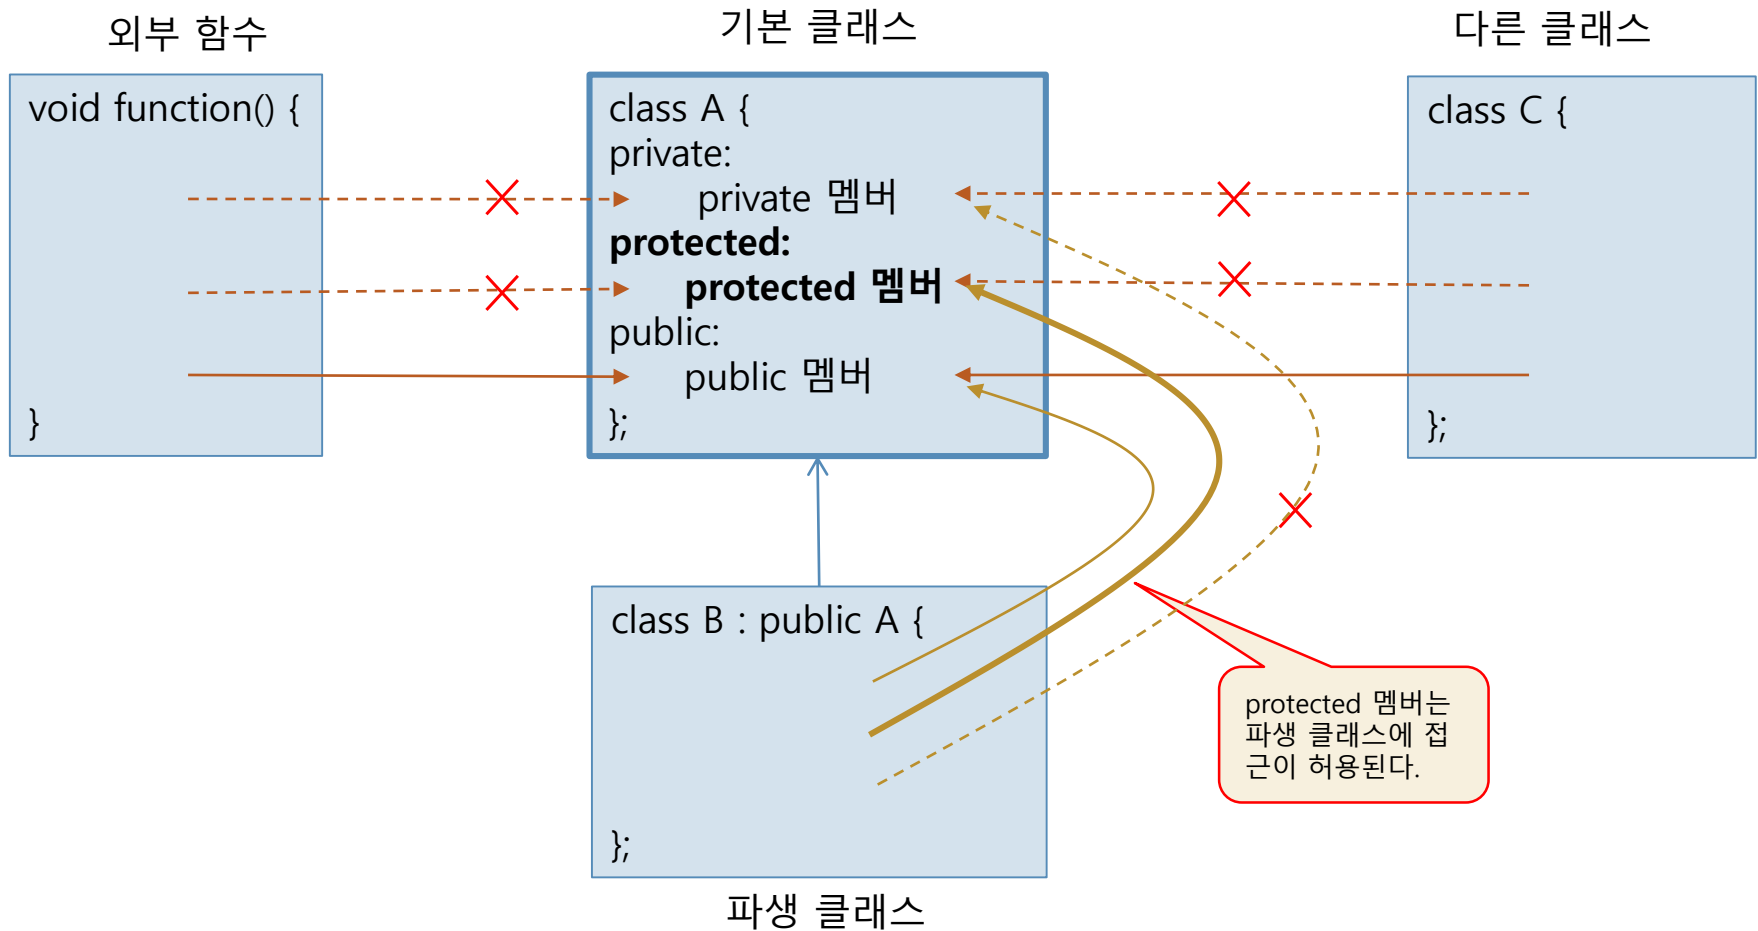 외부 함수
void function() {
}
기본 클래스
class A {
private:
private 멤버
protected:
protected 멤버
public:
public 멤버
};
다른 클래스
class C {
};
class B : public A {
};
파생 클래스
protected 멤버는
파생 클래스에 접
근이 허용된다.